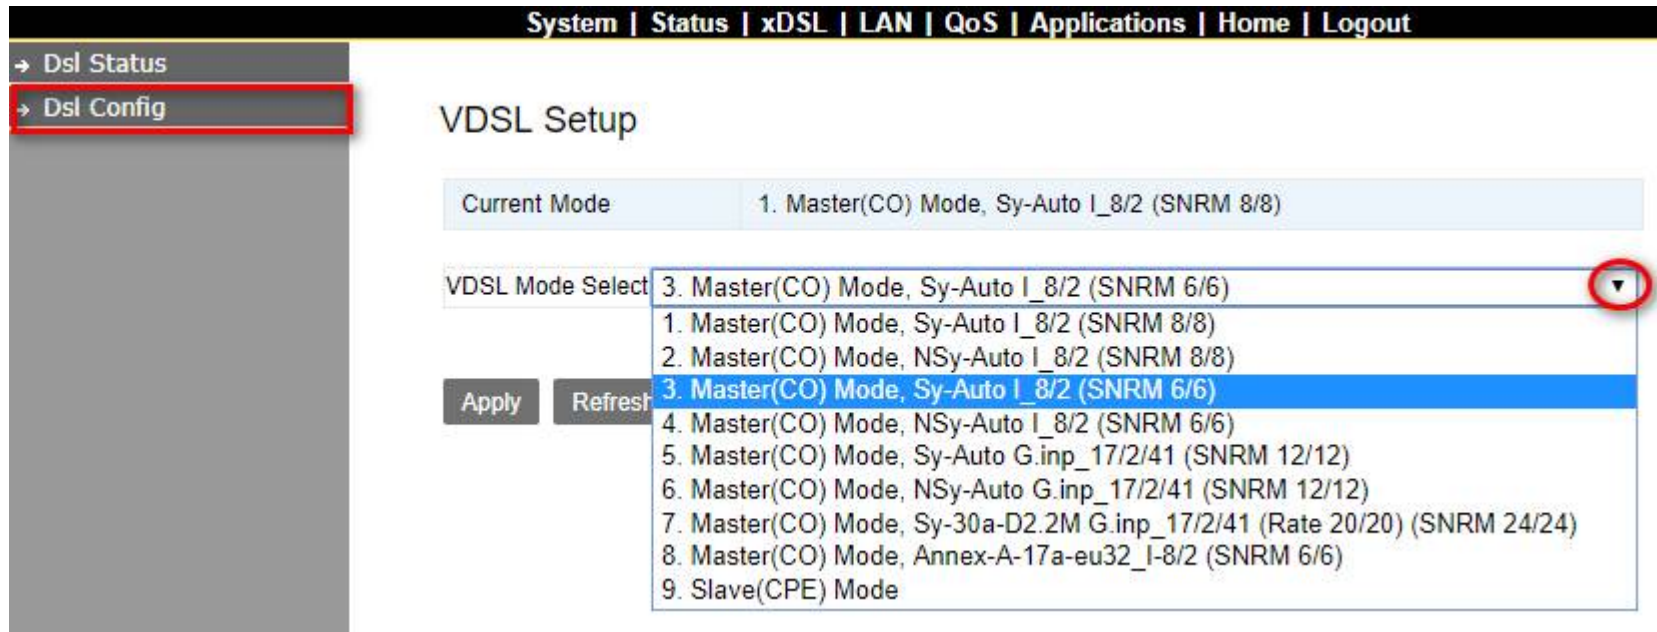 System | Status | xDSL | LAN | QoS | Applications | Home | Logout
→ Dsl Status
→ Dsl Config
VDSL Setup
Current Mode 1. Master(CO) Mode, Sy-Auto I_8/2 (SNRM 8/8)
VDSL Mode Select 3. Master(CO) Mode, Sy-Auto I_8/2 (SNRM 6/6)
1. Master(CO) Mode, Sy-Auto I_8/2 (SNRM 8/8)
2. Master(CO) Mode, NSy-Auto I_8/2 (SNRM 8/8)
3. Master(CO) Mode, Sy-Auto I_8/2 (SNRM 6/6)
4. Master(CO) Mode, NSy-Auto I_8/2 (SNRM 6/6)
5. Master(CO) Mode, Sy-Auto G.inp_17/2/41 (SNRM 12/12)
6. Master(CO) Mode, NSy-Auto G.inp_17/2/41 (SNRM 12/12)
7. Master(CO) Mode, Sy-30a-D2.2M G.inp_17/2/41 (Rate 20/20) (SNRM 24/24)
8. Master(CO) Mode, Annex-A-17a-eu32_I-8/2 (SNRM 6/6)
9. Slave(CPE) Mode
Apply Refresh